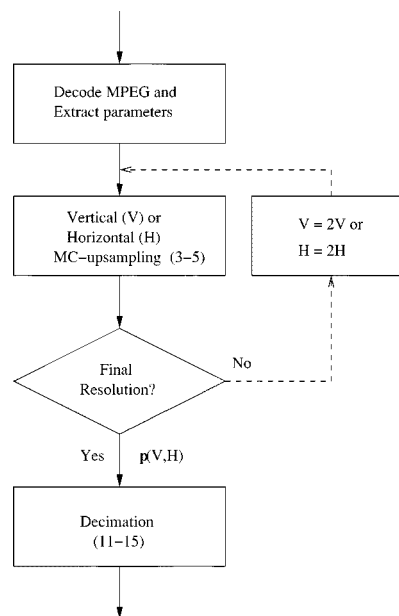 Decode MPEG and
Extract parameters
Vertical (V) or
Horizontal (H)
MC−upsampling (3−5)
V = 2V or
H = 2H
Final
Resolution?
No
Yes
p(V,H)
Decimation
(11−15)